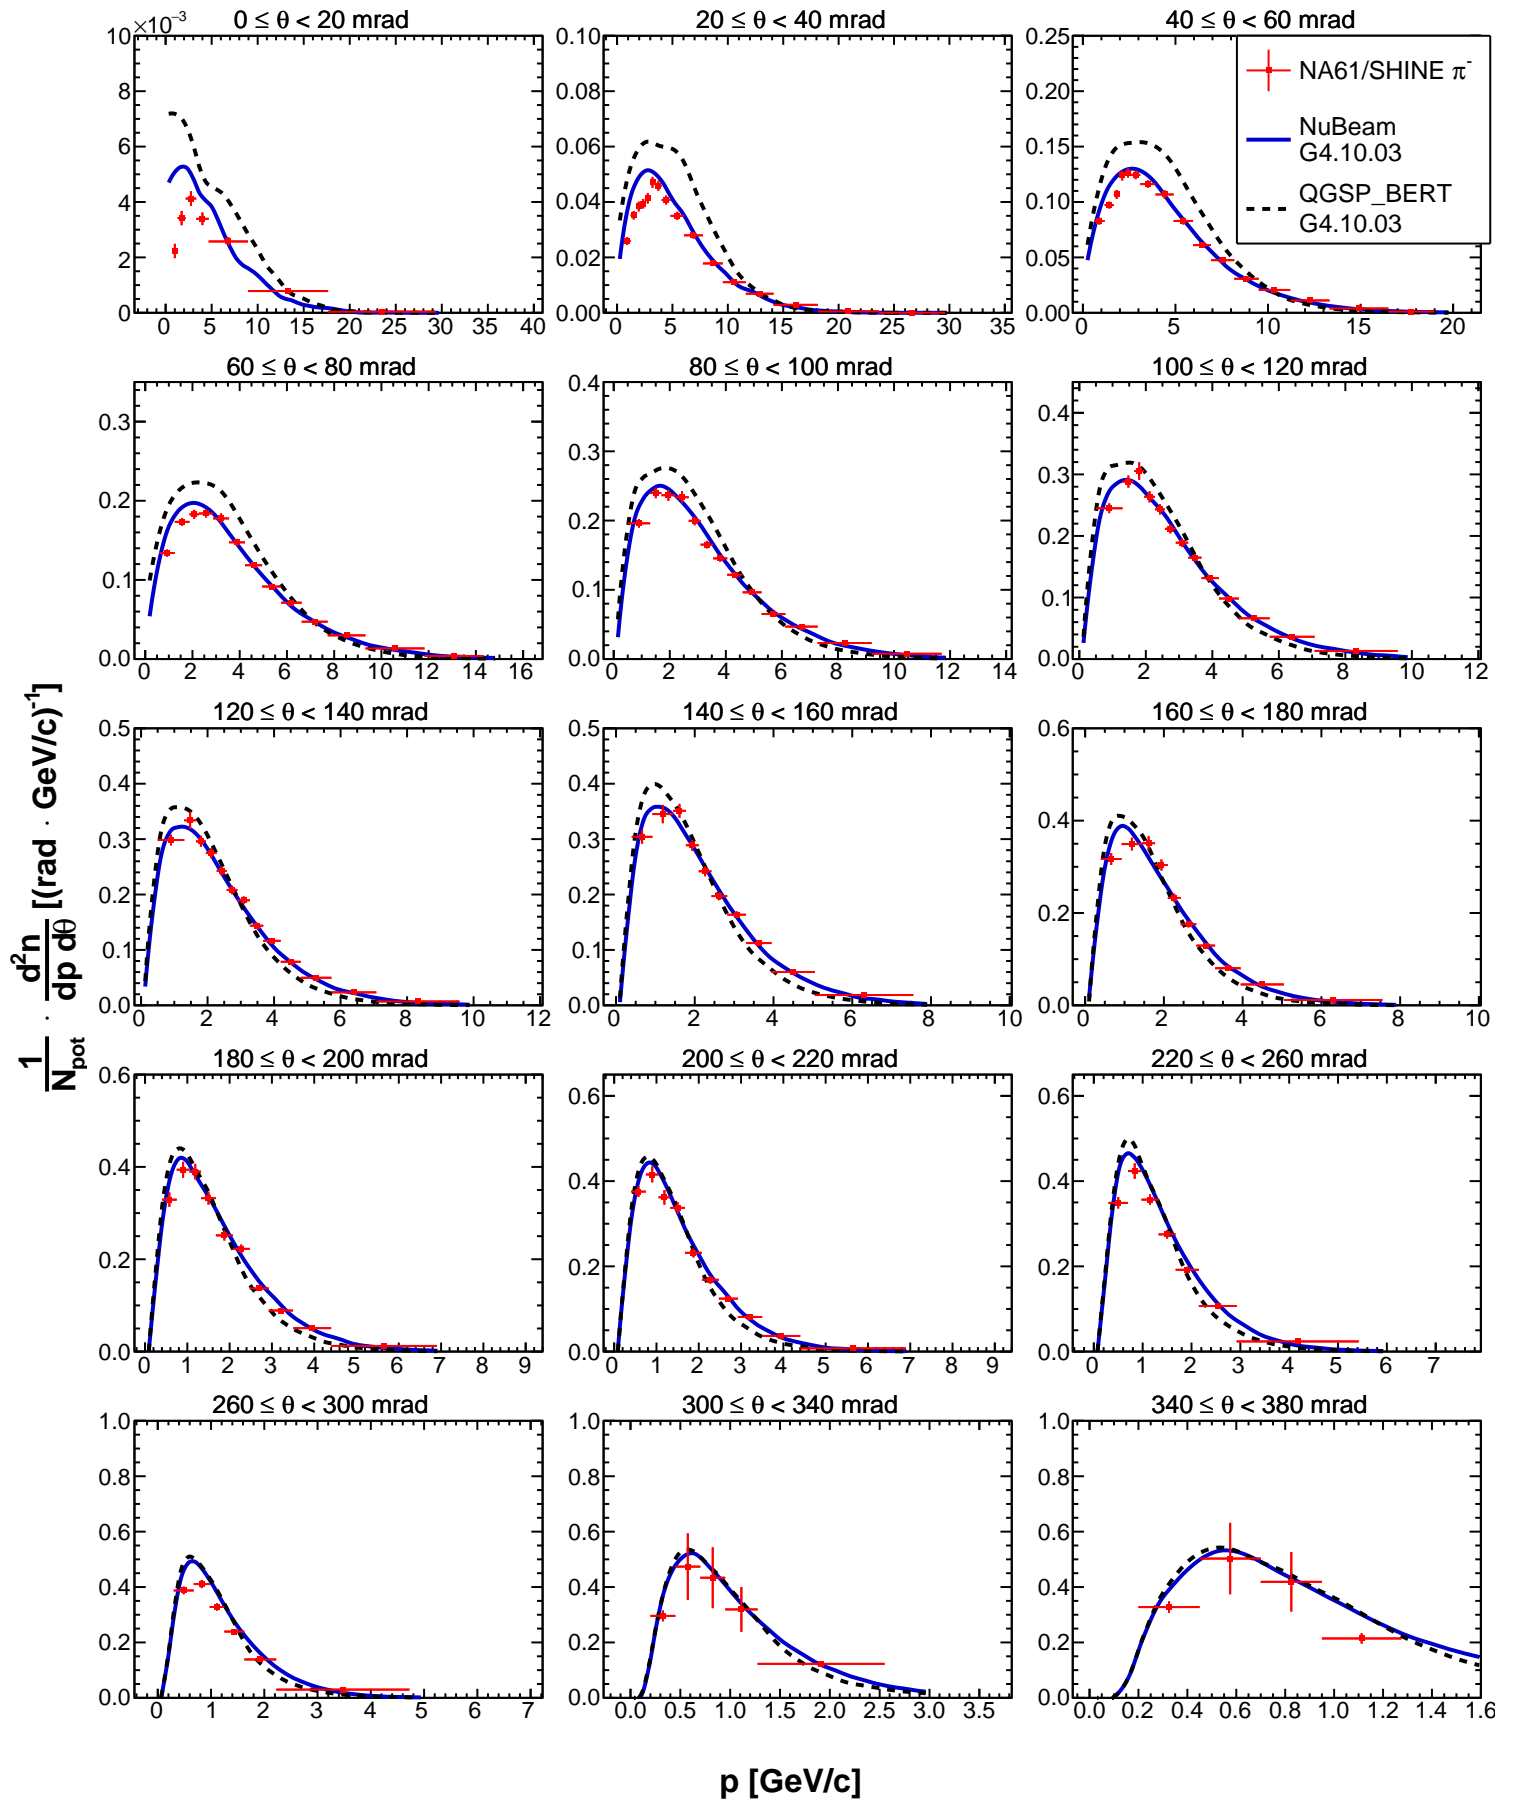 0 ≤ θ < 20 mrad
20 ≤ θ < 40 mrad
40 ≤ θ < 60 mrad
10 ×10⁻³
8
6
4
2
0
0 5 10 15 20 25 30 35 40
0.10
0.08
0.06
0.04
0.02
0.00
0 5 10 15 20 25 30 35
0.25
0.20
0.15
0.10
0.05
0.00
0 5 10 15 20
NA61/SHINE π⁻
NuBeam
G4.10.03
QGSP_BERT
G4.10.03
60 ≤ θ < 80 mrad
80 ≤ θ < 100 mrad
100 ≤ θ < 120 mrad
0.3
0.2
0.1
0.0
0 2 4 6 8 10 12 14 16
0.4
0.3
0.2
0.1
0.0
0 2 4 6 8 10 12 14
0.4
0.3
0.2
0.1
0.0
0 2 4 6 8 10 12
120 ≤ θ < 140 mrad
140 ≤ θ < 160 mrad
160 ≤ θ < 180 mrad
0.5
0.4
0.3
0.2
0.1
0.0
0 2 4 6 8 10 12
0.5
0.4
0.3
0.2
0.1
0.0
0 2 4 6 8 10
0.6
0.4
0.2
0.0
0 2 4 6 8 10
180 ≤ θ < 200 mrad
200 ≤ θ < 220 mrad
220 ≤ θ < 260 mrad
0.6
0.4
0.2
0.0
0 1 2 3 4 5 6 7 8 9
0.6
0.4
0.2
0.0
0 1 2 3 4 5 6 7 8 9
0.6
0.4
0.2
0.0
0 1 2 3 4 5 6 7
260 ≤ θ < 300 mrad
300 ≤ θ < 340 mrad
340 ≤ θ < 380 mrad
1.0
0.8
0.6
0.4
0.2
0.0
0 1 2 3 4 5 6 7
1.0
0.8
0.6
0.4
0.2
0.0
0.0 0.5 1.0 1.5 2.0 2.5 3.0 3.5
1.0
0.8
0.6
0.4
0.2
0.0
0.0 0.2 0.4 0.6 0.8 1.0 1.2 1.4 1.6
1/N_pot · d²n/dp dθ [(rad · GeV/c)⁻¹]
p [GeV/c]